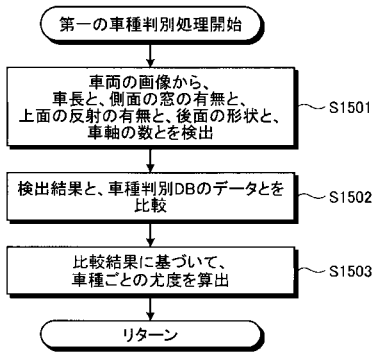 第一の車種判別処理開始
車両の画像から、
車長と、側面の窓の有無と、
上面の反射の有無と、後面の形状と、
車軸の数とを検出
S1501
検出結果と、車種判別DBのデータとを
比較
S1502
比較結果に基づいて、
車種ごとの尤度を算出
S1503
リターン